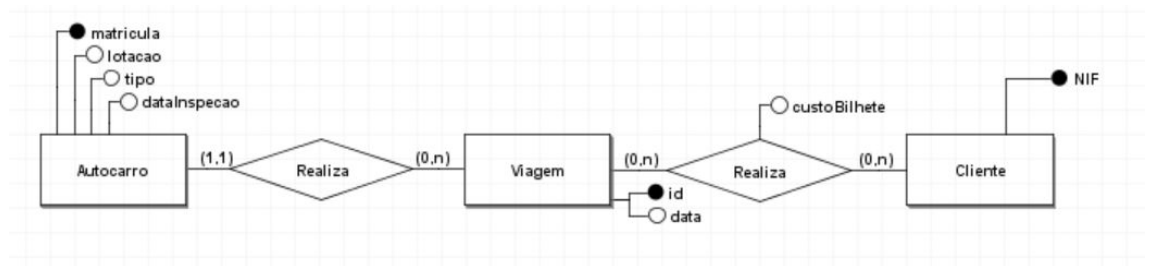 matricula
lotacao
tipo
dataInspecao
Autocarro
(1,1)
Realiza
(0,n)
Viagem
id
data
(0,n)
custoBilhete
Realiza
(0,n)
NIF
Cliente